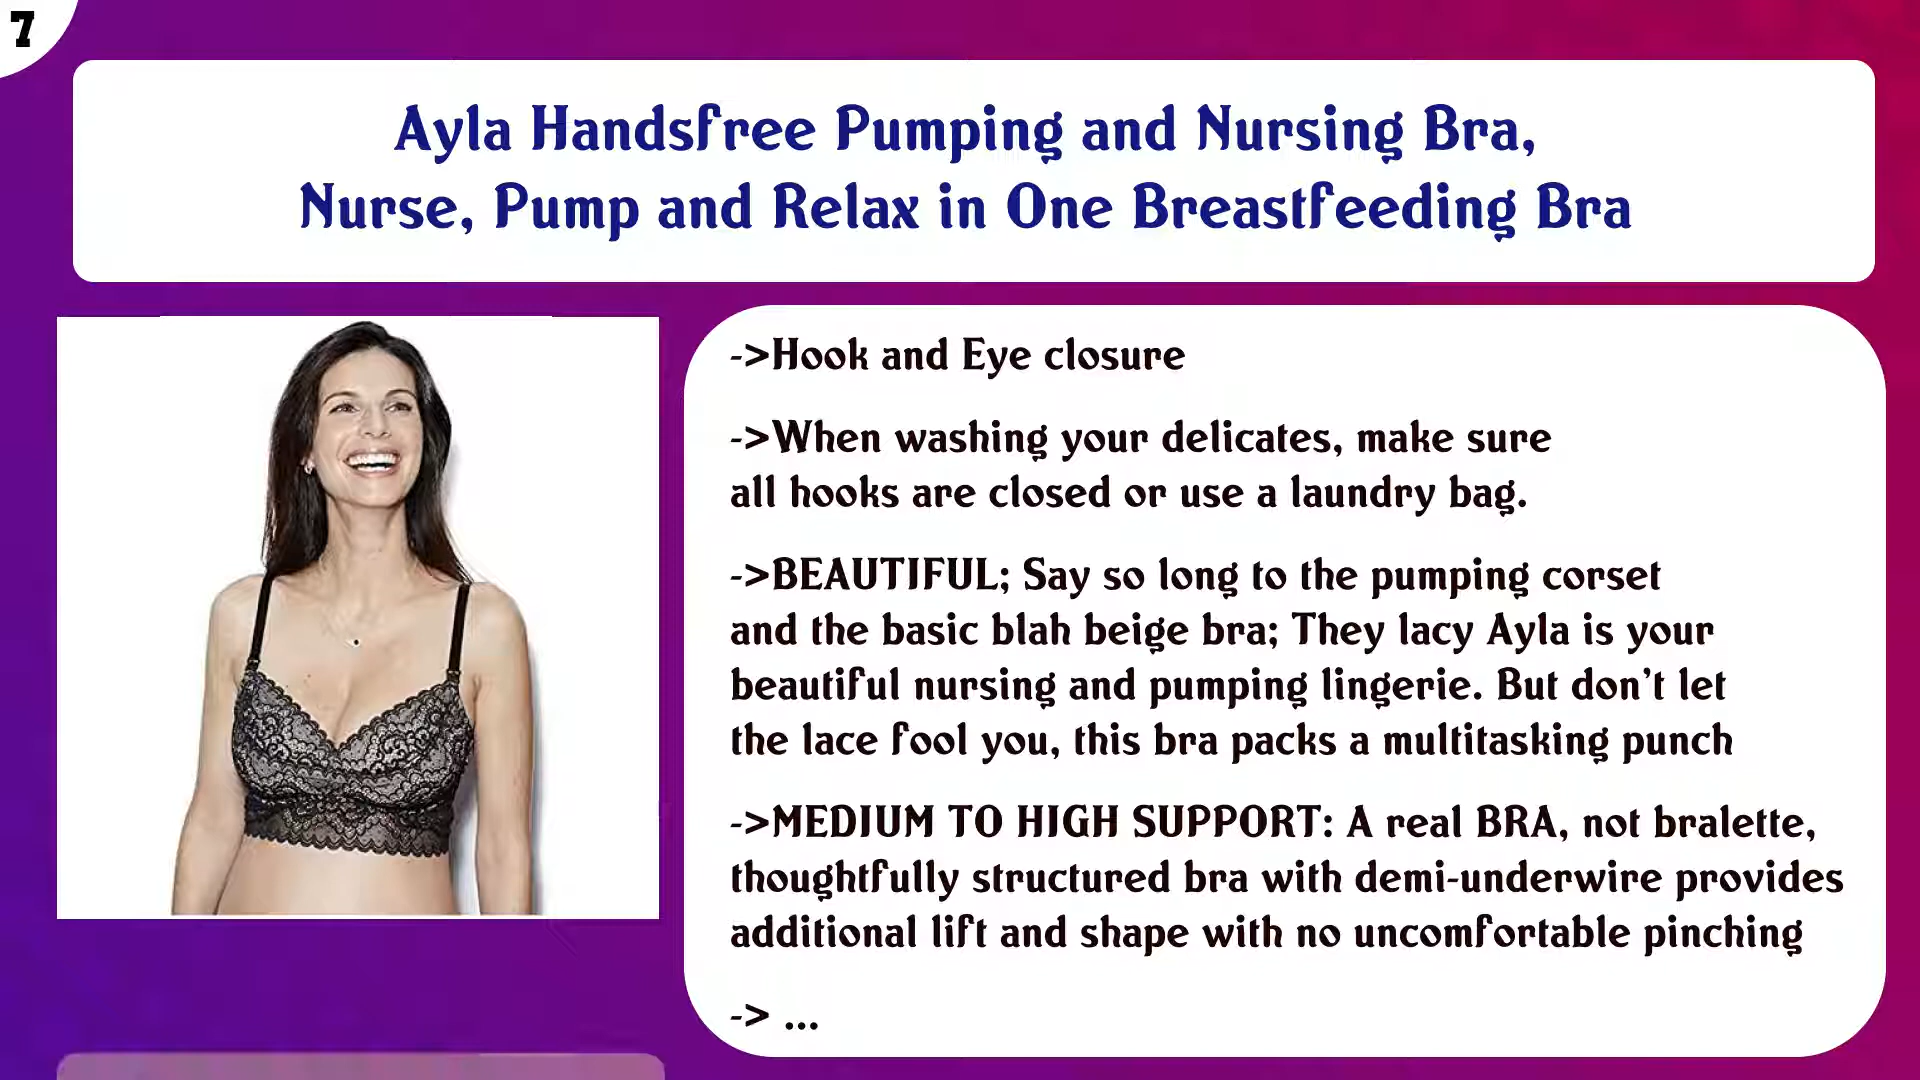 7
Ayla Handsfree Pumping and Nursing Bra,
Nurse, Pump and Relax in One Breastfeeding Bra
->Hook and Eye closure
->When washing your delicates, make sure
all hooks are closed or use a laundry bag.
->BEAUTIFUL; Say so long to the pumping corset
and the basic blah beige bra; They lacy Ayla is your
beautiful nursing and pumping lingerie. But don't let
the lace fool you, this bra packs a multitasking punch
->MEDIUM TO HIGH SUPPORT: A real BRA, not bralette,
thoughtfully structured bra with demi-underwire provides
additional lift and shape with no uncomfortable pinching
-> ...